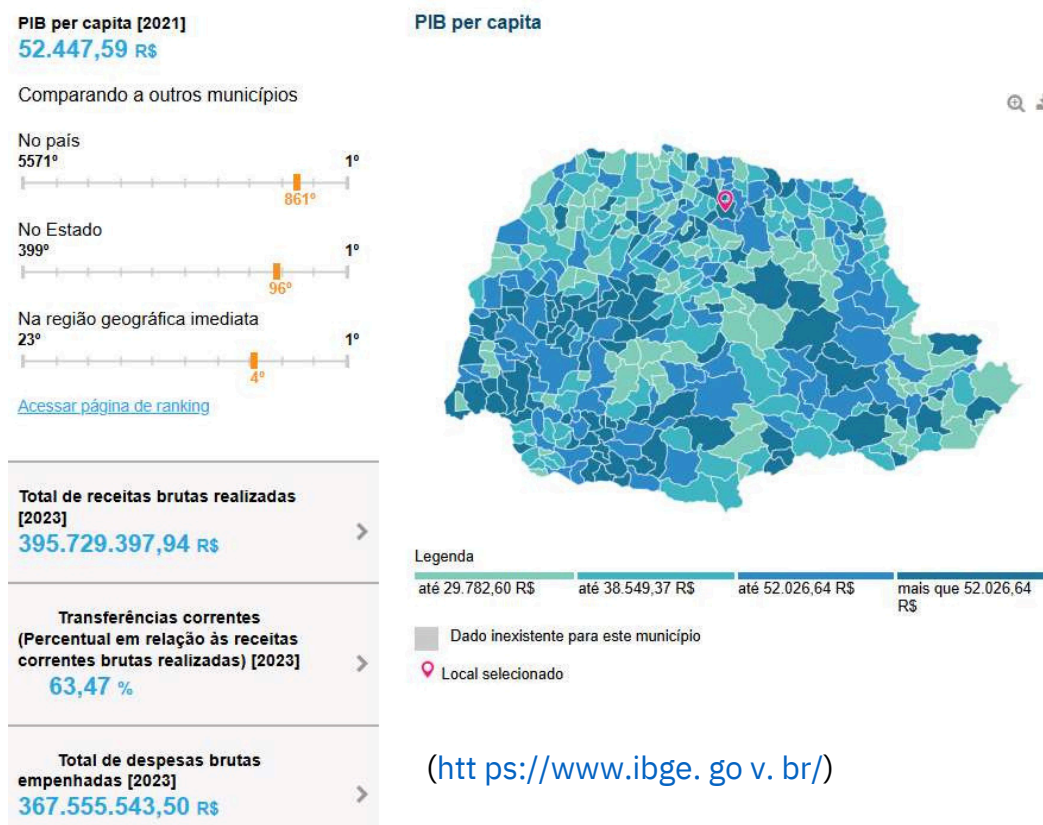 PIB per capita [2021]
52.447,59 R$
Comparando a outros municípios
No país
5571º 1º
861º
No Estado
399º 1º
96º
Na região geográfica imediata
23º 1º
4º
Acessar página de ranking
Total de receitas brutas realizadas
[2023]
395.729.397,94 R$
Transferências correntes
(Percentual em relação às receitas
correntes brutas realizadas) [2023]
63,47 %
Total de despesas brutas
empenhadas [2023]
367.555.543,50 R$
PIB per capita
Legenda
até 29.782,60 R$ até 38.549,37 R$ até 52.026,64 R$ mais que 52.026,64
R$
Dado inexistente para este município
Local selecionado
(htt ps://www.ibge. go v. br/)